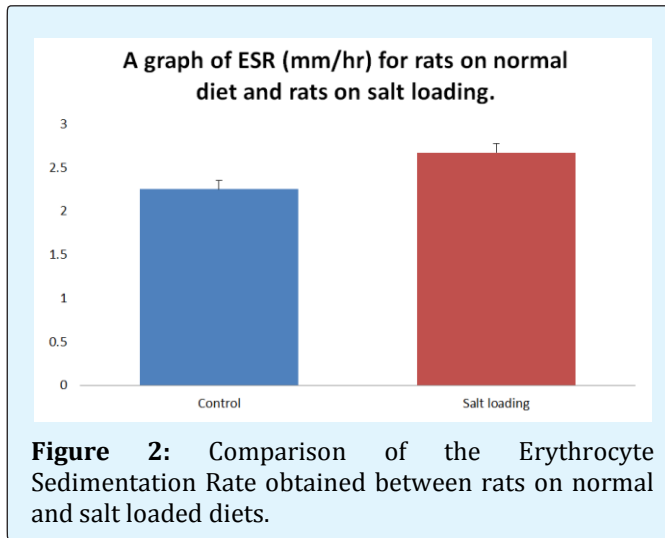 A graph of ESR (mm/hr) for rats on normal
diet and rats on salt loading.
3
2.5
2
1.5
1
0.5
0
Control Salt loading
Figure 2: Comparison of the Erythrocyte
Sedimentation Rate obtained between rats on normal
and salt loaded diets.